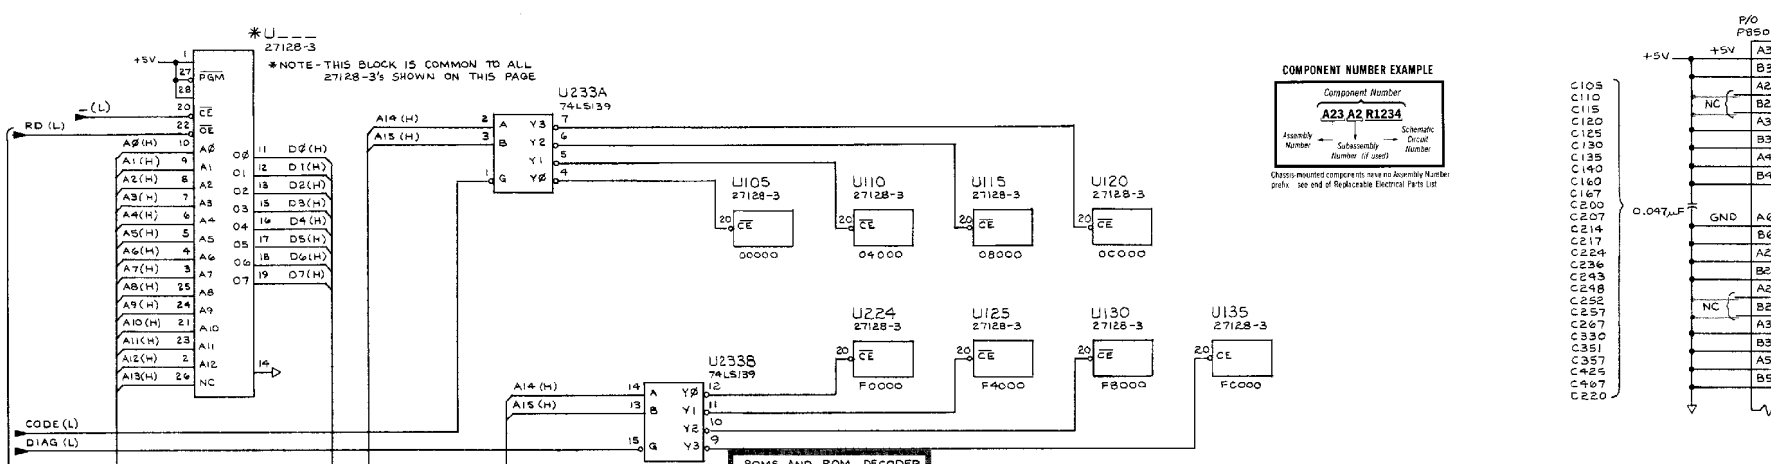 *U___
27128-3
*NOTE-THIS BLOCK IS COMMON TO ALL
27128-3'S SHOWN ON THIS PAGE
+5V
1
27
28
PGM
-(L)
20
CE
RD (L)
22
OE
AØ(H) 10 AØ
A1(H) 9 A1
A2(H) 8 A2
A3(H) 7 A3
A4(H) 6 A4
A5(H) 5 A5
A6(H) 4 A6
A7(H) 3 A7
A8(H) 25 A8
A9(H) 24 A9
A10(H) 21 A10
A11(H) 23 A11
A12(H) 2 A12
A13(H) 26 NC
OØ 11 DØ(H)
O1 12 D1(H)
O2 13 D2(H)
O3 15 D3(H)
O4 16 D4(H)
O5 17 D5(H)
O6 18 D6(H)
O7 19 D7(H)
14
CODE(L)
DIAG(L)
U233A
74LS139
A14(H) 2 A Y3 7
A15(H) 3 B Y2 6
Y1 5
1 G YØ 4
U105
27128-3
20 CE
00000
U110
27128-3
20 CE
04000
U115
27128-3
20 CE
08000
U120
27128-3
20 CE
0C000
U233B
74LS139
A14(H) 14 A YØ 12
A15(H) 13 B Y1 11
Y2 10
15 G Y3 9
U224
27128-3
20 CE
F0000
U125
27128-3
20 CE
F4000
U130
27128-3
20 CE
F8000
U135
27128-3
20 CE
FC000
ROMS AND ROM DECODER
COMPONENT NUMBER EXAMPLE
Component Number
A23 A2 R1234
Assembly
Number
Subassembly
Number (if used)
Schematic
Circuit
Number
Chassis-mounted components have no Assembly Number
prefix see end of Replaceable Electrical Parts List
C105
C110
C115
C120
C125
C130
C135
C140
C160
C167
C200
C207
C214
C217
C224
C236
C243
C248
C252
C257
C267
C330
C351
C357
C425
C467
C220
0.047µF
+5V
P/O
P850
+5V
NC
GND
NC
A3
B3
A2
B2
A3
B3
A4
B4
A6
B6
A2
B2
A2
B2
A3
B3
A5
B5